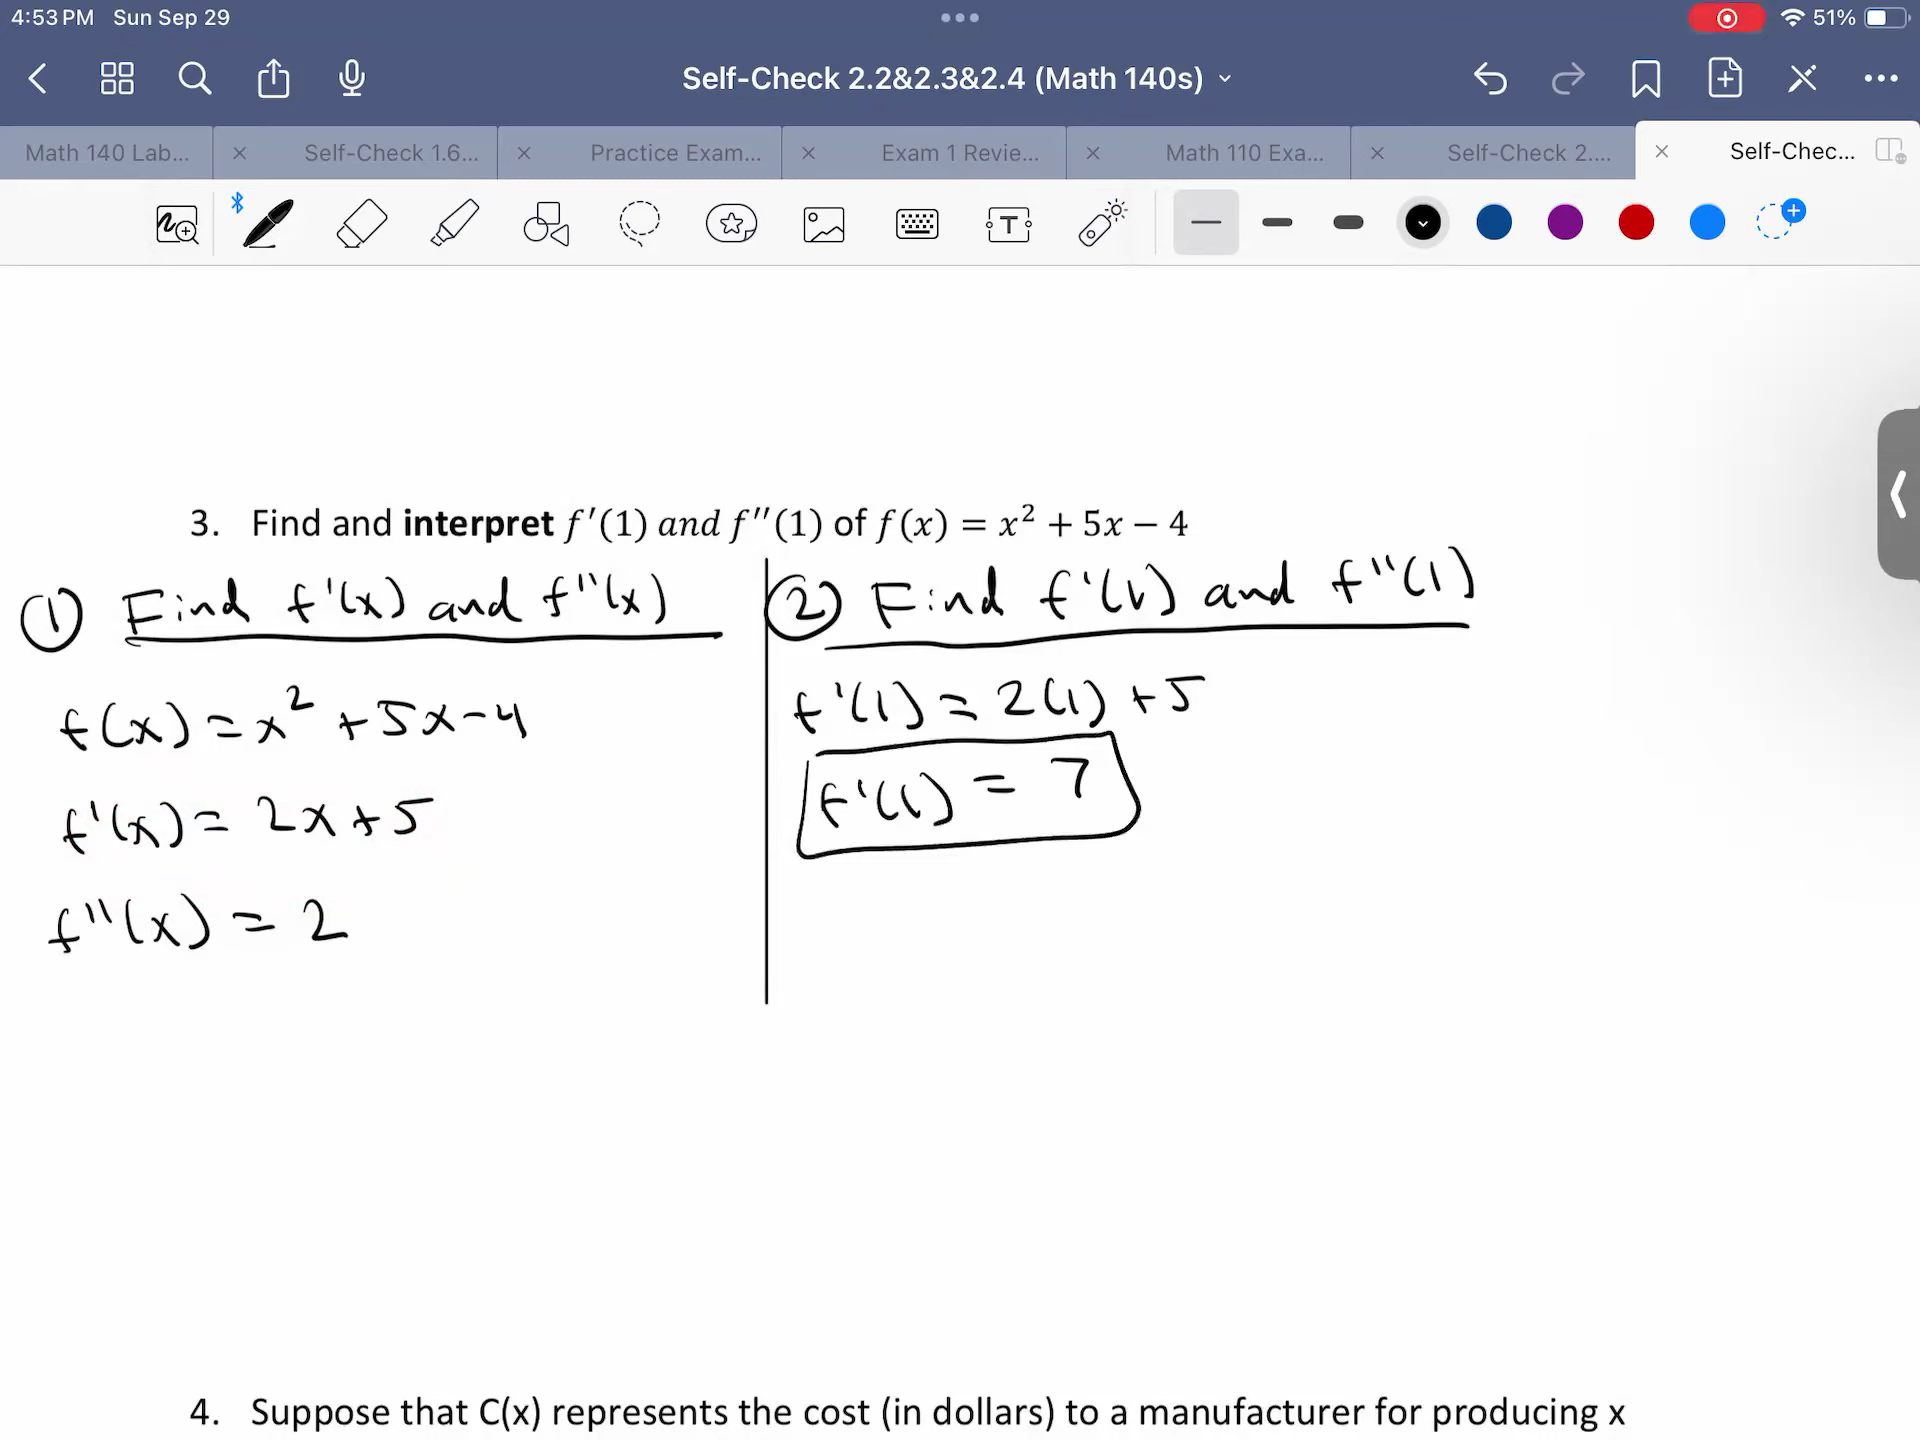 4:53 PM Sun Sep 29
51%
Self-Check 2.2&2.3&2.4 (Math 140s)
Math 140 Lab...
Self-Check 1.6...
Practice Exam...
Exam 1 Revie...
Math 110 Exa...
Self-Check 2....
Self-Chec...
T
3. Find and interpret f'(1) and f''(1) of f(x) = x² + 5x − 4
① Find f'(x) and f''(x)
f(x) = x² + 5x - 4
f'(x) = 2x + 5
f''(x) = 2
② Find f'(1) and f''(1)
f'(1) = 2(1) + 5
f'(1) = 7
4. Suppose that C(x) represents the cost (in dollars) to a manufacturer for producing x